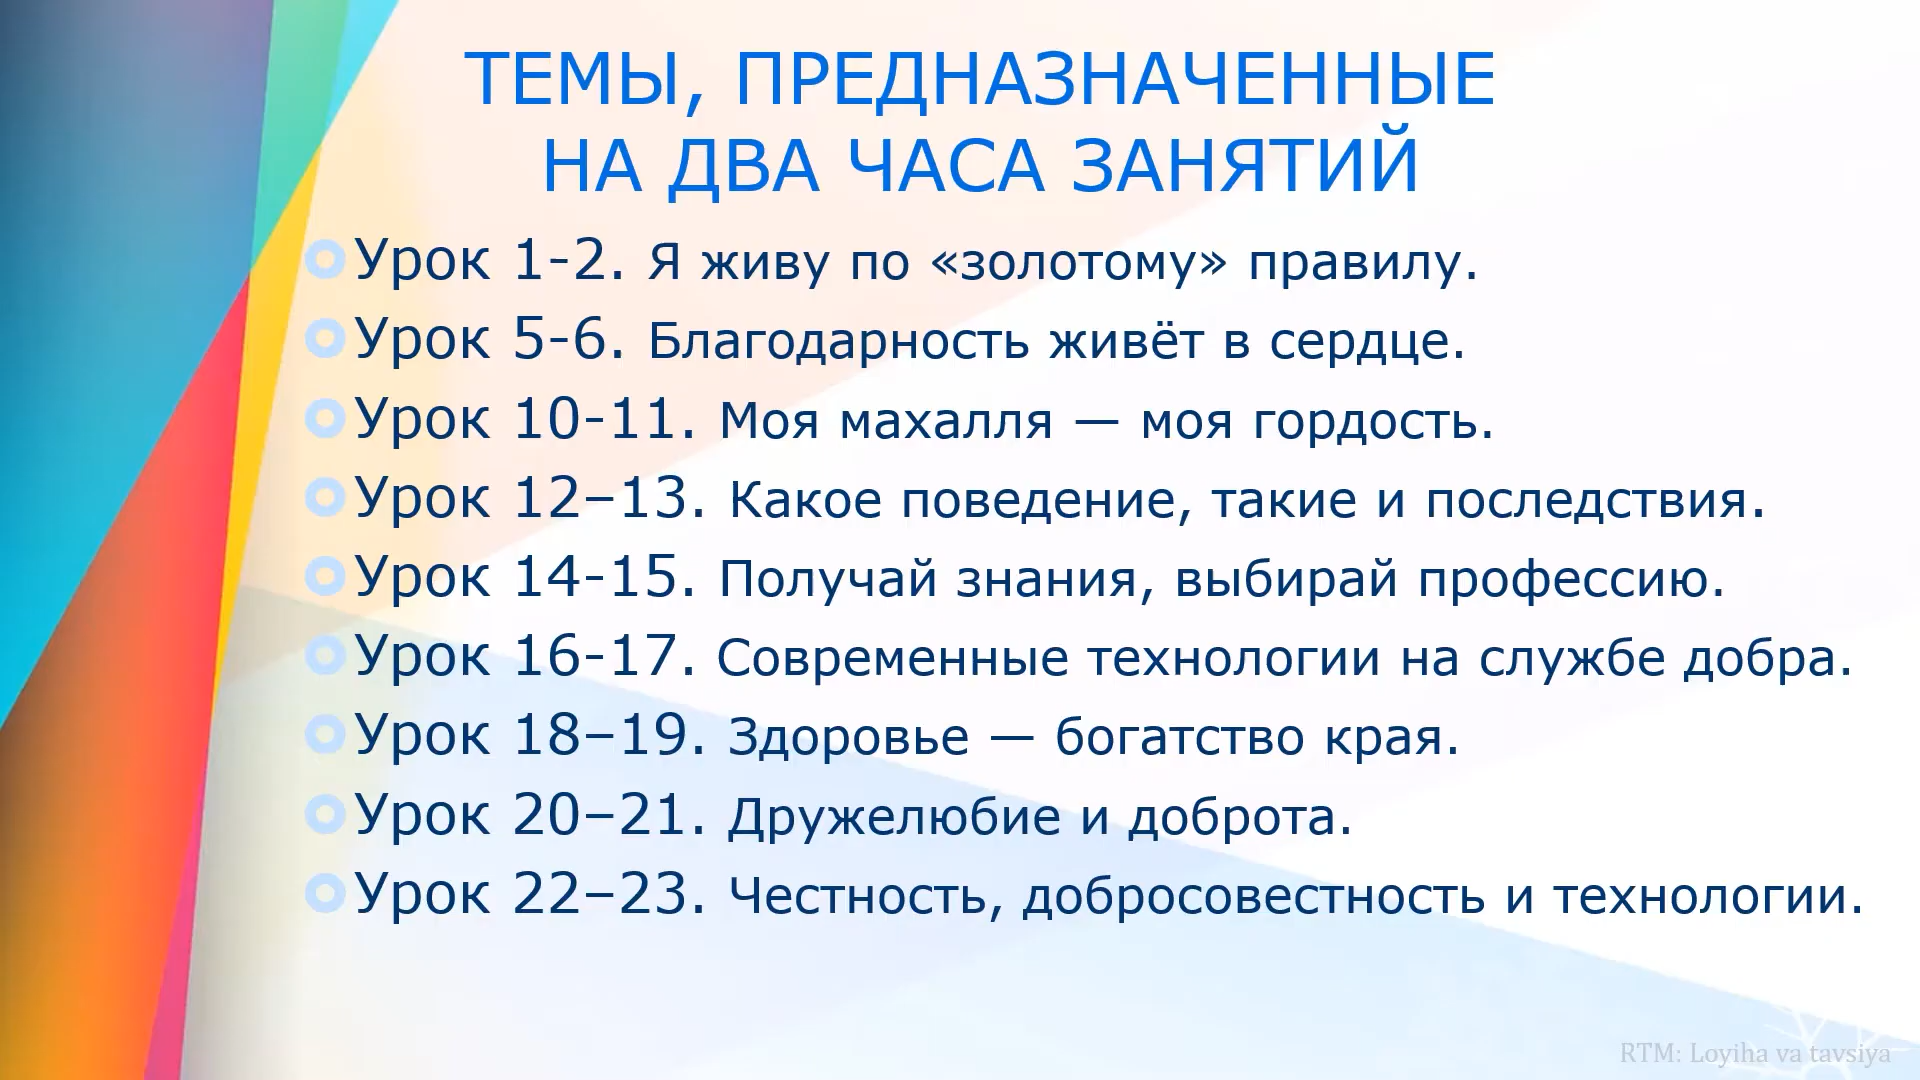 ТЕМЫ, ПРЕДНАЗНАЧЕННЫЕ
НА ДВА ЧАСА ЗАНЯТИЙ
Урок 1-2. Я живу по «золотому» правилу.
Урок 5-6. Благодарность живёт в сердце.
Урок 10-11. Моя махалля — моя гордость.
Урок 12–13. Какое поведение, такие и последствия.
Урок 14-15. Получай знания, выбирай профессию.
Урок 16-17. Современные технологии на службе добра.
Урок 18–19. Здоровье — богатство края.
Урок 20–21. Дружелюбие и доброта.
Урок 22–23. Честность, добросовестность и технологии.
RTM: Loyiha va tavsiya